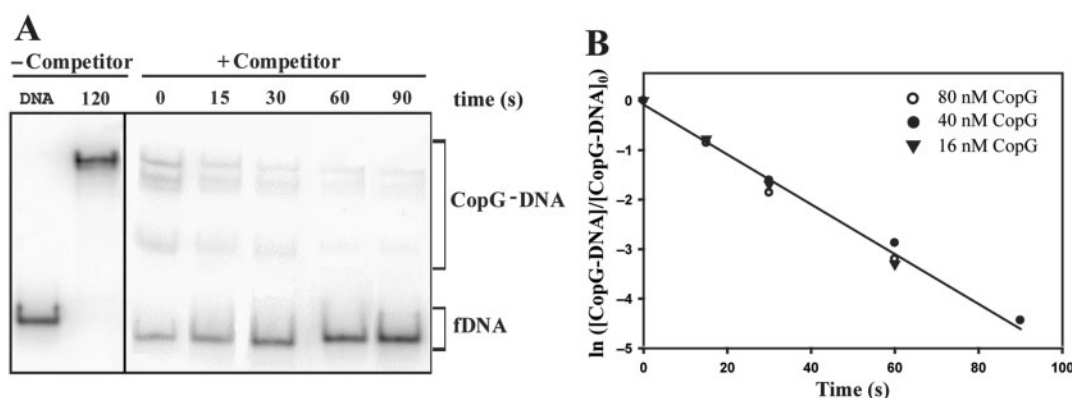 A
– Competitor + Competitor
DNA 120 0 15 30 60 90 time (s)
CopG-DNA
fDNA
B
ln ([CopG-DNA]/[CopG-DNA]₀)
0
–1
–2
–3
–4
–5
80 nM CopG
40 nM CopG
16 nM CopG
0 20 40 60 80 100
Time (s)